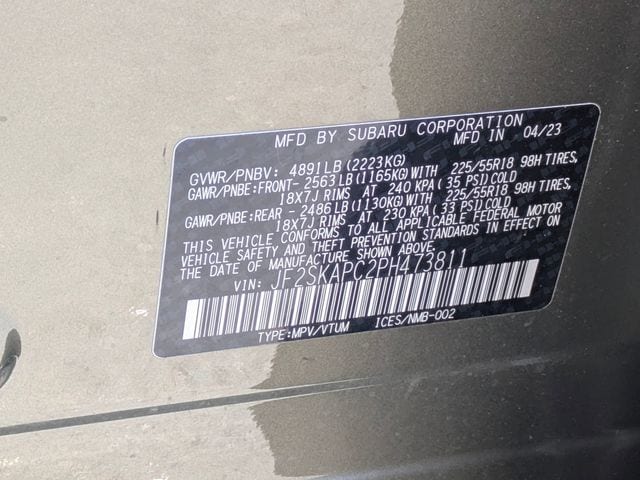 MFD BY SUBARU CORPORATION
MFD IN 04/23
GVWR/PNBV: 4891LB(2223KG)
GAWR/PNBE:FRONT- 2563LB(1165KG)WITH 225/55R18 98H TIRES,
18X7J RIMS AT 240 KPA(35 PSI)COLD
GAWR/PNBE:REAR - 2486LB(1130KG)WITH 225/55R18 98H TIRES,
18X7J RIMS AT 230 KPA(33 PSI)COLD
THIS VEHICLE CONFORMS TO ALL APPLICABLE FEDERAL MOTOR
VEHICLE SAFETY AND THEFT PREVENTION STANDARDS IN EFFECT ON
THE DATE OF MANUFACTURE SHOWN ABOVE.
VIN: JF2SKAPC2PH473811
TYPE:MPV/VTUM ICES/NMB-002